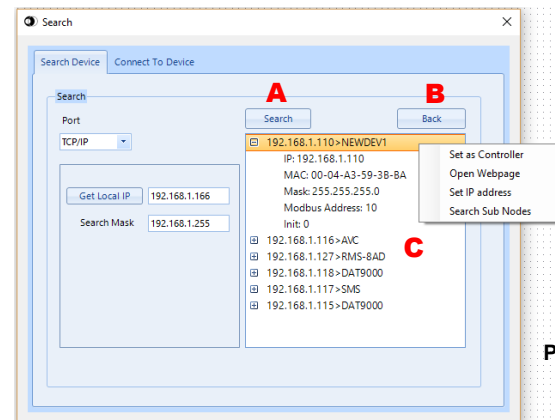 Search
Search Device Connect To Device
Search
A B
Port
Search Back
TCP/IP
192.168.1.110>NEWDEV1
IP: 192.168.1.110
MAC: 00-04-A3-59-3B-BA
Mask: 255.255.255.0
Modbus Address: 10
Init: 0
192.168.1.116>AVC
192.168.1.127>RMS-8AD
192.168.1.118>DAT9000
192.168.1.117>SMS
192.168.1.115>DAT9000
Get Local IP 192.168.1.166
Search Mask 192.168.1.255
Set as Controller
Open Webpage
Set IP address
Search Sub Nodes
C
P